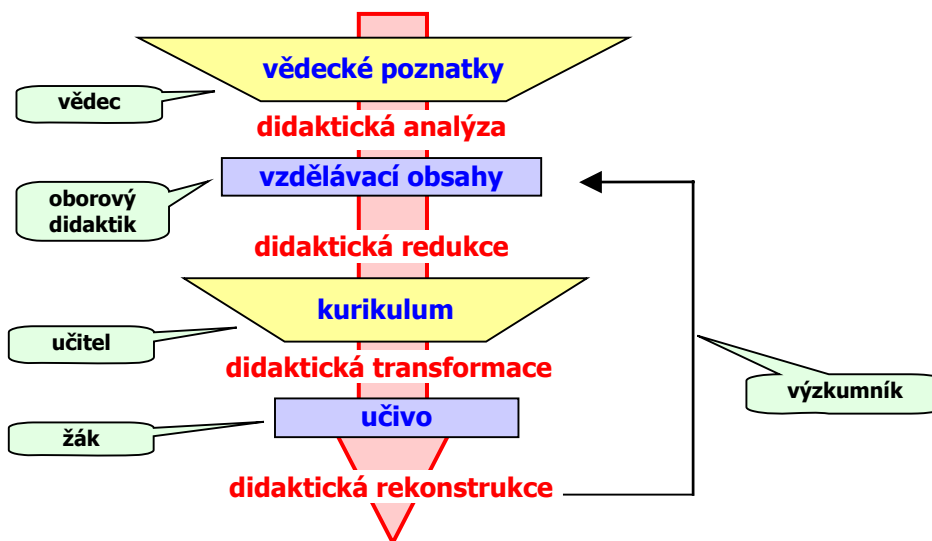 vědecké poznatky
vědec
didaktická analýza
vzdělávací obsahy
oborový
didaktik
didaktická redukce
kurikulum
učitel
didaktická transformace
výzkumník
učivo
žák
didaktická rekonstrukce